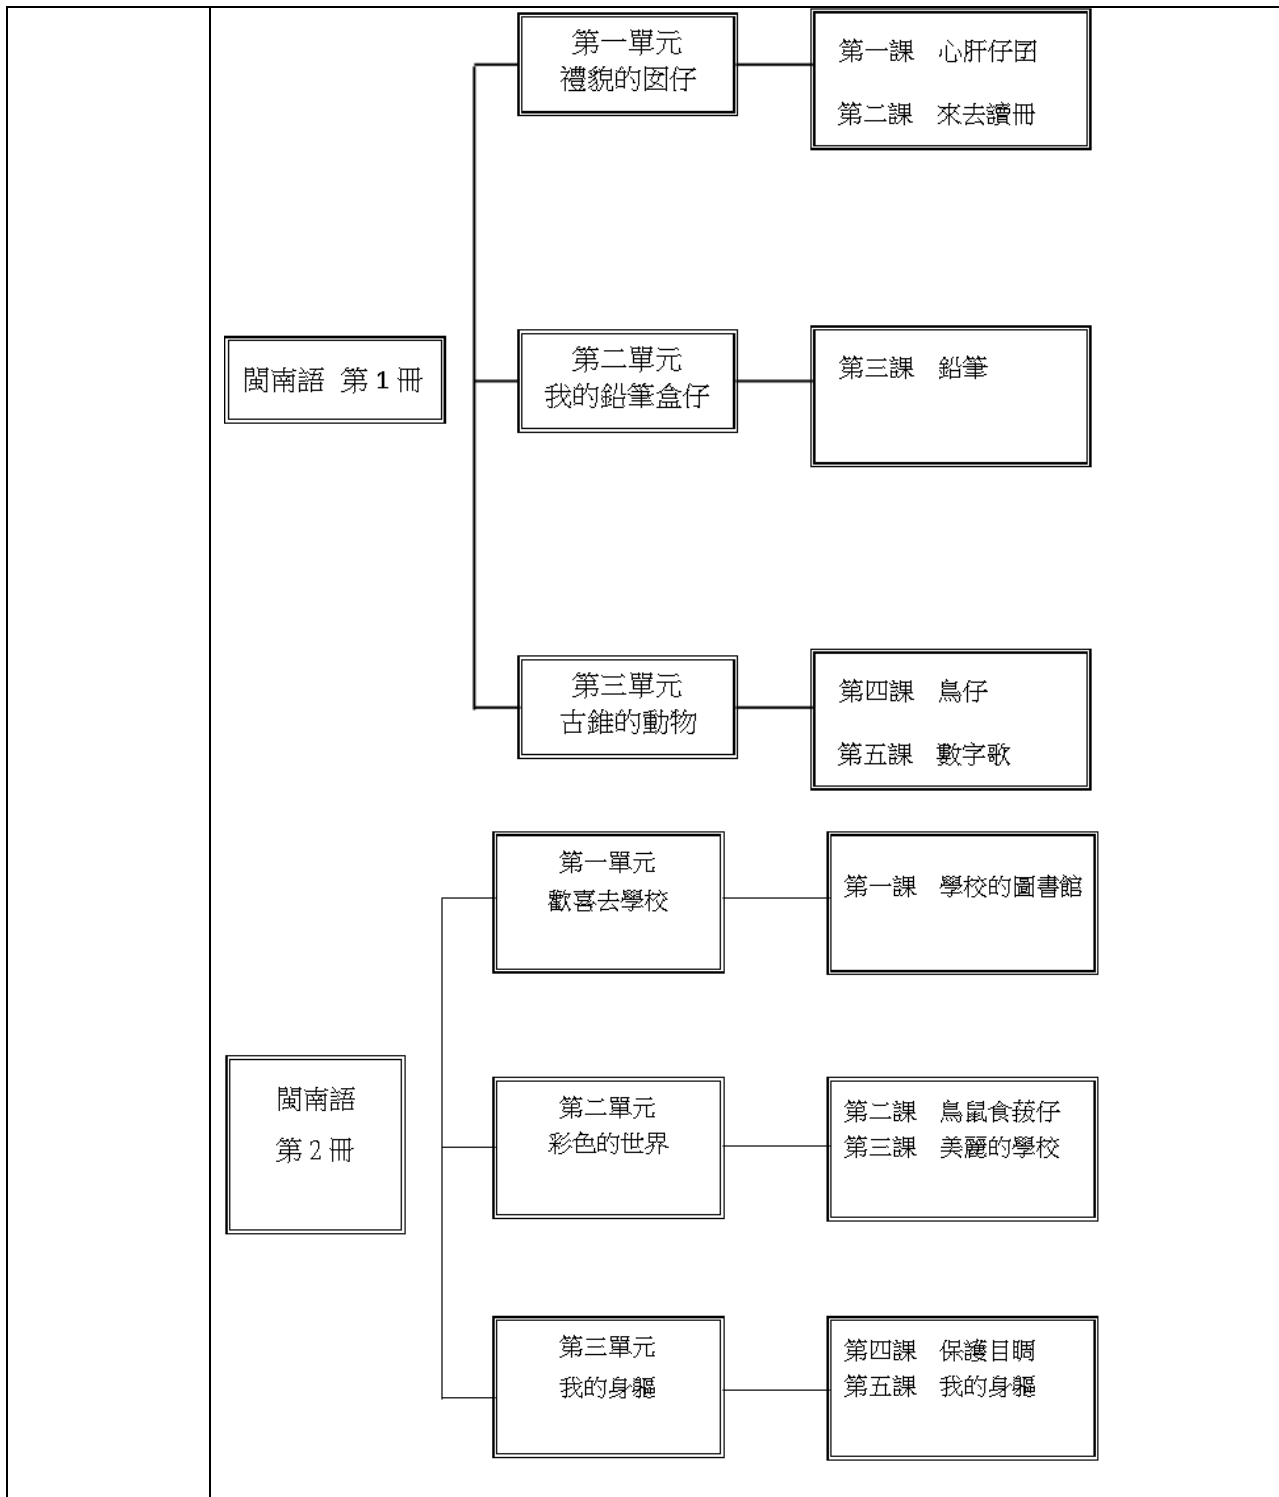 閩南語 第1冊
第一單元
禮貌的囡仔
第一課 心肝仔囝
第二課 來去讀冊
第二單元
我的鉛筆盒仔
第三課 鉛筆
第三單元
古錐的動物
第四課 鳥仔
第五課 數字歌
閩南語
第2冊
第一單元
歡喜去學校
第一課 學校的圖書館
第二單元
彩色的世界
第二課 鳥鼠食菝仔
第三課 美麗的學校
第三單元
我的身軀
第四課 保護目睭
第五課 我的身軀